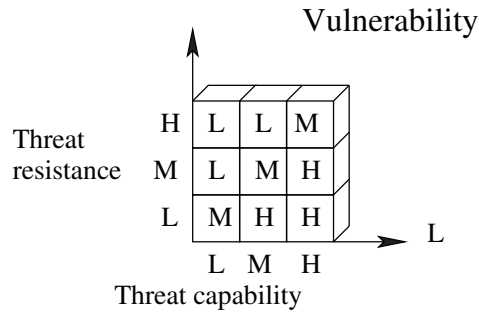 Vulnerability
H L L M
Threat
resistance
M L M H
L M H H
L
L M H
Threat capability